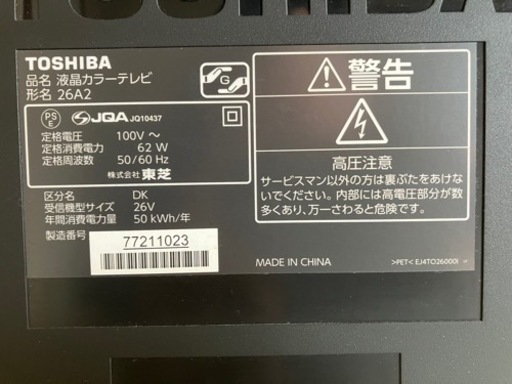 TOSHIBA
TOSHIBA
品名 液晶カラーテレビ
形名 26A2
PS
E
JQA JQ10437
定格電圧 100V ～
定格消費電力 62 W
定格周波数 50/60 Hz
株式会社 東芝
区分名 DK
受信機型サイズ 26V
年間消費電力量 50 kWh/年
製造番号
77211023
G
警告
高圧注意
サービスマン以外の方は裏ぶたをあけな
いでください。内部には高電圧部分が数
多くあり、万一さわると危険です。
MADE IN CHINA
>PET< EJ4TO26000I